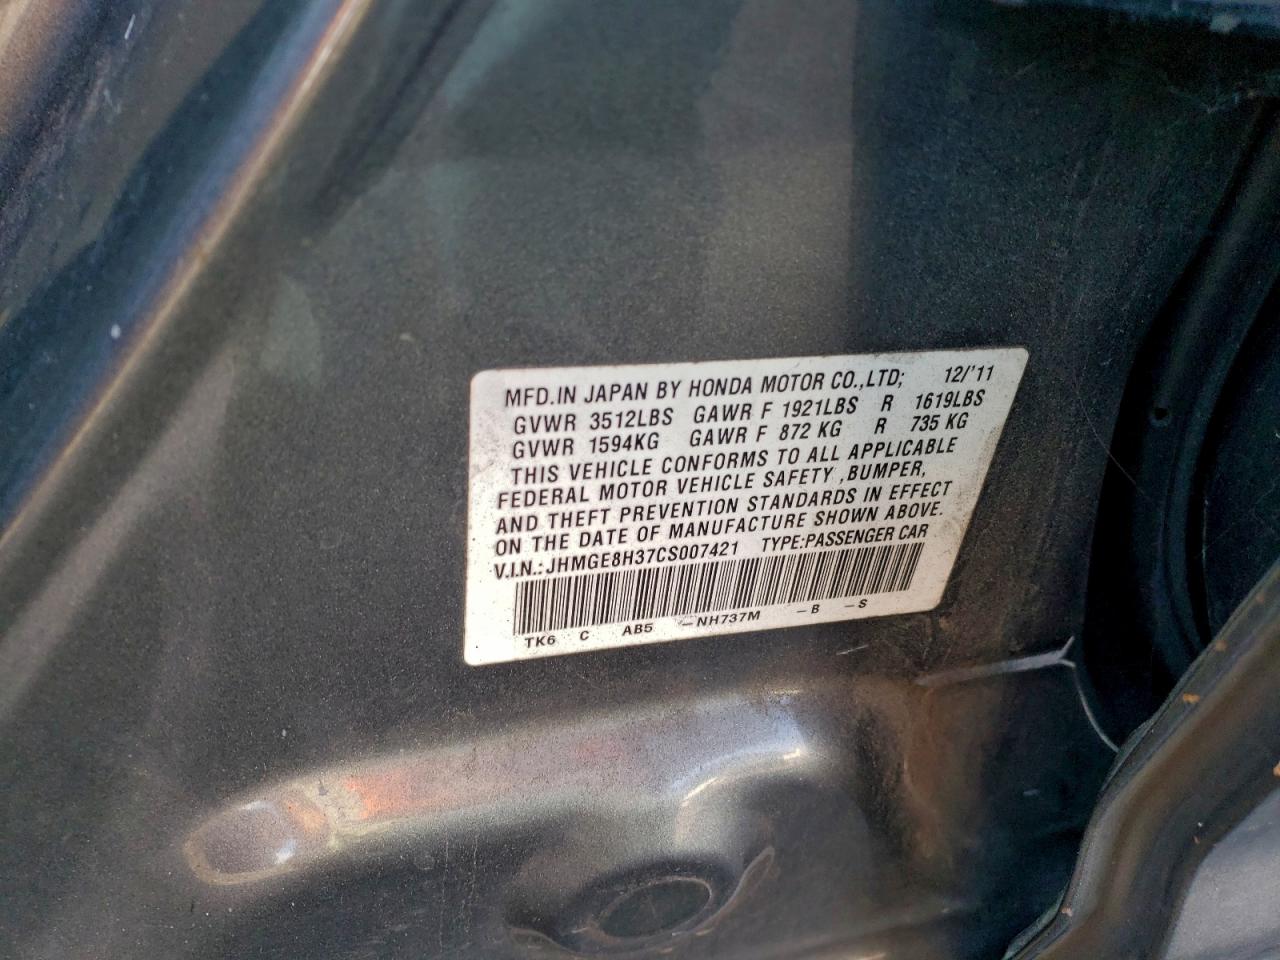 MFD.IN JAPAN BY HONDA MOTOR CO.,LTD; 12/'11
GVWR 3512LBS GAWR F 1921LBS R 1619LBS
GVWR 1594KG GAWR F 872 KG R 735 KG
THIS VEHICLE CONFORMS TO ALL APPLICABLE
FEDERAL MOTOR VEHICLE SAFETY ,BUMPER,
AND THEFT PREVENTION STANDARDS IN EFFECT
ON THE DATE OF MANUFACTURE SHOWN ABOVE.
V.I.N.: JHMGE8H37CS007421 TYPE:PASSENGER CAR
TK6 C AB5 -NH737M -B -S